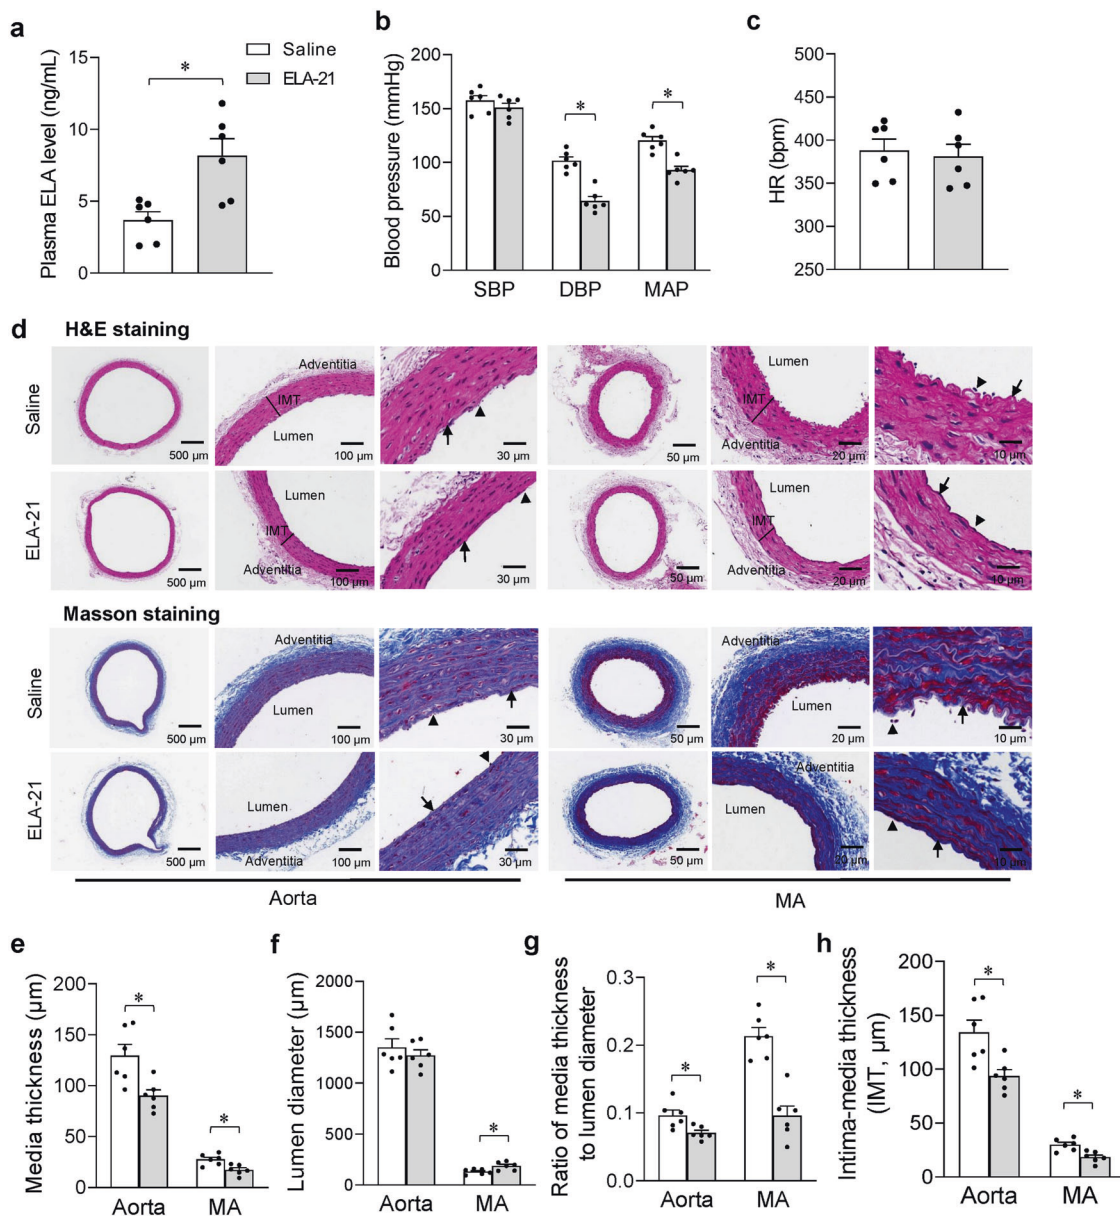 a
Plasma ELA level (ng/mL)
15
10
5
0
*
Saline
ELA-21
b
Blood pressure (mmHg)
200
150
100
50
0
*
*
SBP DBP MAP
c
HR (bpm)
500
450
400
350
300
250
d
H&E staining
Saline
500 µm
Adventitia
IMT
Lumen
100 µm
30 µm
50 µm
Lumen
IMT
Adventitia
20 µm
10 µm
ELA-21
500 µm
Lumen
IMT
Adventitia
100 µm
30 µm
50 µm
Lumen
IMT
Adventitia
20 µm
10 µm
Masson staining
Saline
500 µm
Adventitia
Lumen
100 µm
30 µm
50 µm
Adventitia
Lumen
20 µm
10 µm
ELA-21
500 µm
Lumen
Adventitia
100 µm
30 µm
50 µm
Adventitia
Lumen
20 µm
10 µm
Aorta
MA
e
Media thickness (µm)
200
150
100
50
0
*
*
Aorta MA
f
Lumen diameter (µm)
2000
1500
1000
500
0
*
Aorta MA
g
Ratio of media thickness
to lumen diameter
0.3
0.2
0.1
0.0
*
*
Aorta MA
h
Intima-media thickness
(IMT, µm)
200
150
100
50
0
*
*
Aorta MA